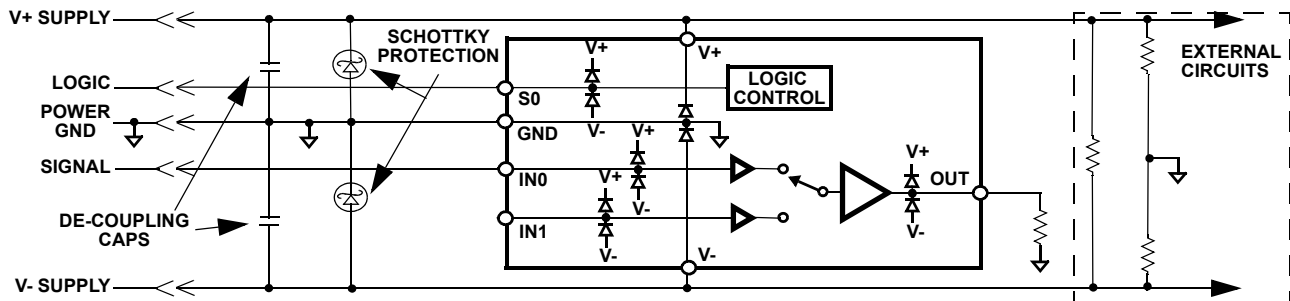 V+ SUPPLY
SCHOTTKY
PROTECTION
LOGIC
POWER
GND
SIGNAL
DE-COUPLING
CAPS
V- SUPPLY
V+
V+
S0
LOGIC
CONTROL
V-
GND
V+
IN0
V+
V-
IN1
V-
V+
OUT
V-
V-
EXTERNAL
CIRCUITS